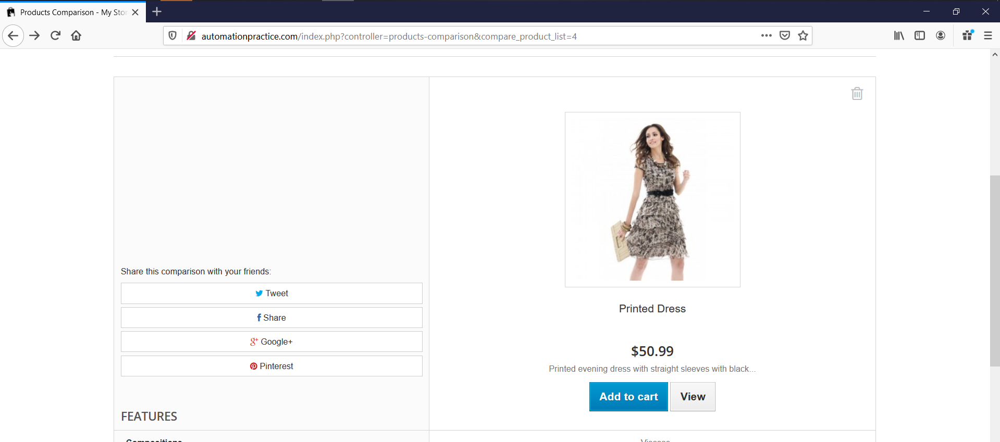 Products Comparison - My Stor
automationpractice.com/index.php?controller=products-comparison&compare_product_list=4
Share this comparison with your friends:
Tweet
Share
Google+
Pinterest
Printed Dress
$50.99
Printed evening dress with straight sleeves with black...
Add to cart
View
FEATURES
Compositions
Viscose